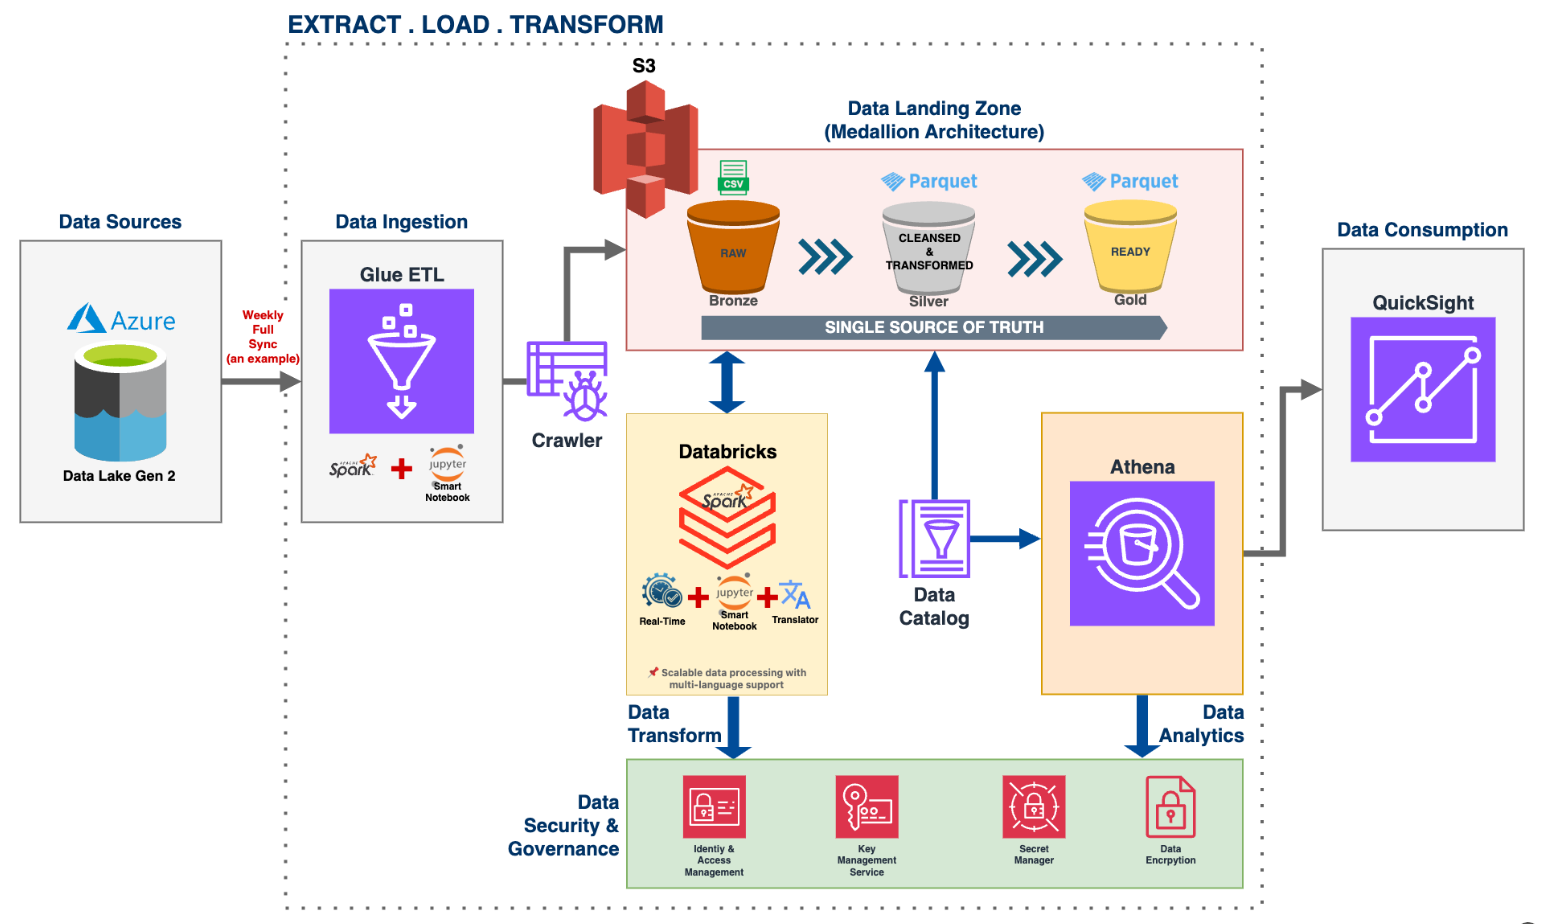 EXTRACT . LOAD . TRANSFORM
S3
Data Landing Zone
(Medallion Architecture)
CSV
Parquet
Parquet
RAW
CLEANSED
&
TRANSFORMED
READY
Bronze
Silver
Gold
SINGLE SOURCE OF TRUTH
Data Sources
Azure
Data Lake Gen 2
Weekly
Full
Sync
(an example)
Data Ingestion
Glue ETL
APACHE
Spark
jupyter
Smart
Notebook
Crawler
Databricks
APACHE
Spark
Real-Time
jupyter
Smart
Notebook
Translator
Scalable data processing with
multi-language support
Data
Catalog
Athena
Data Consumption
QuickSight
Data
Transform
Data
Analytics
Data
Security &
Governance
Identiy &
Access
Management
Key
Management
Service
Secret
Manager
Data
Encrpytion